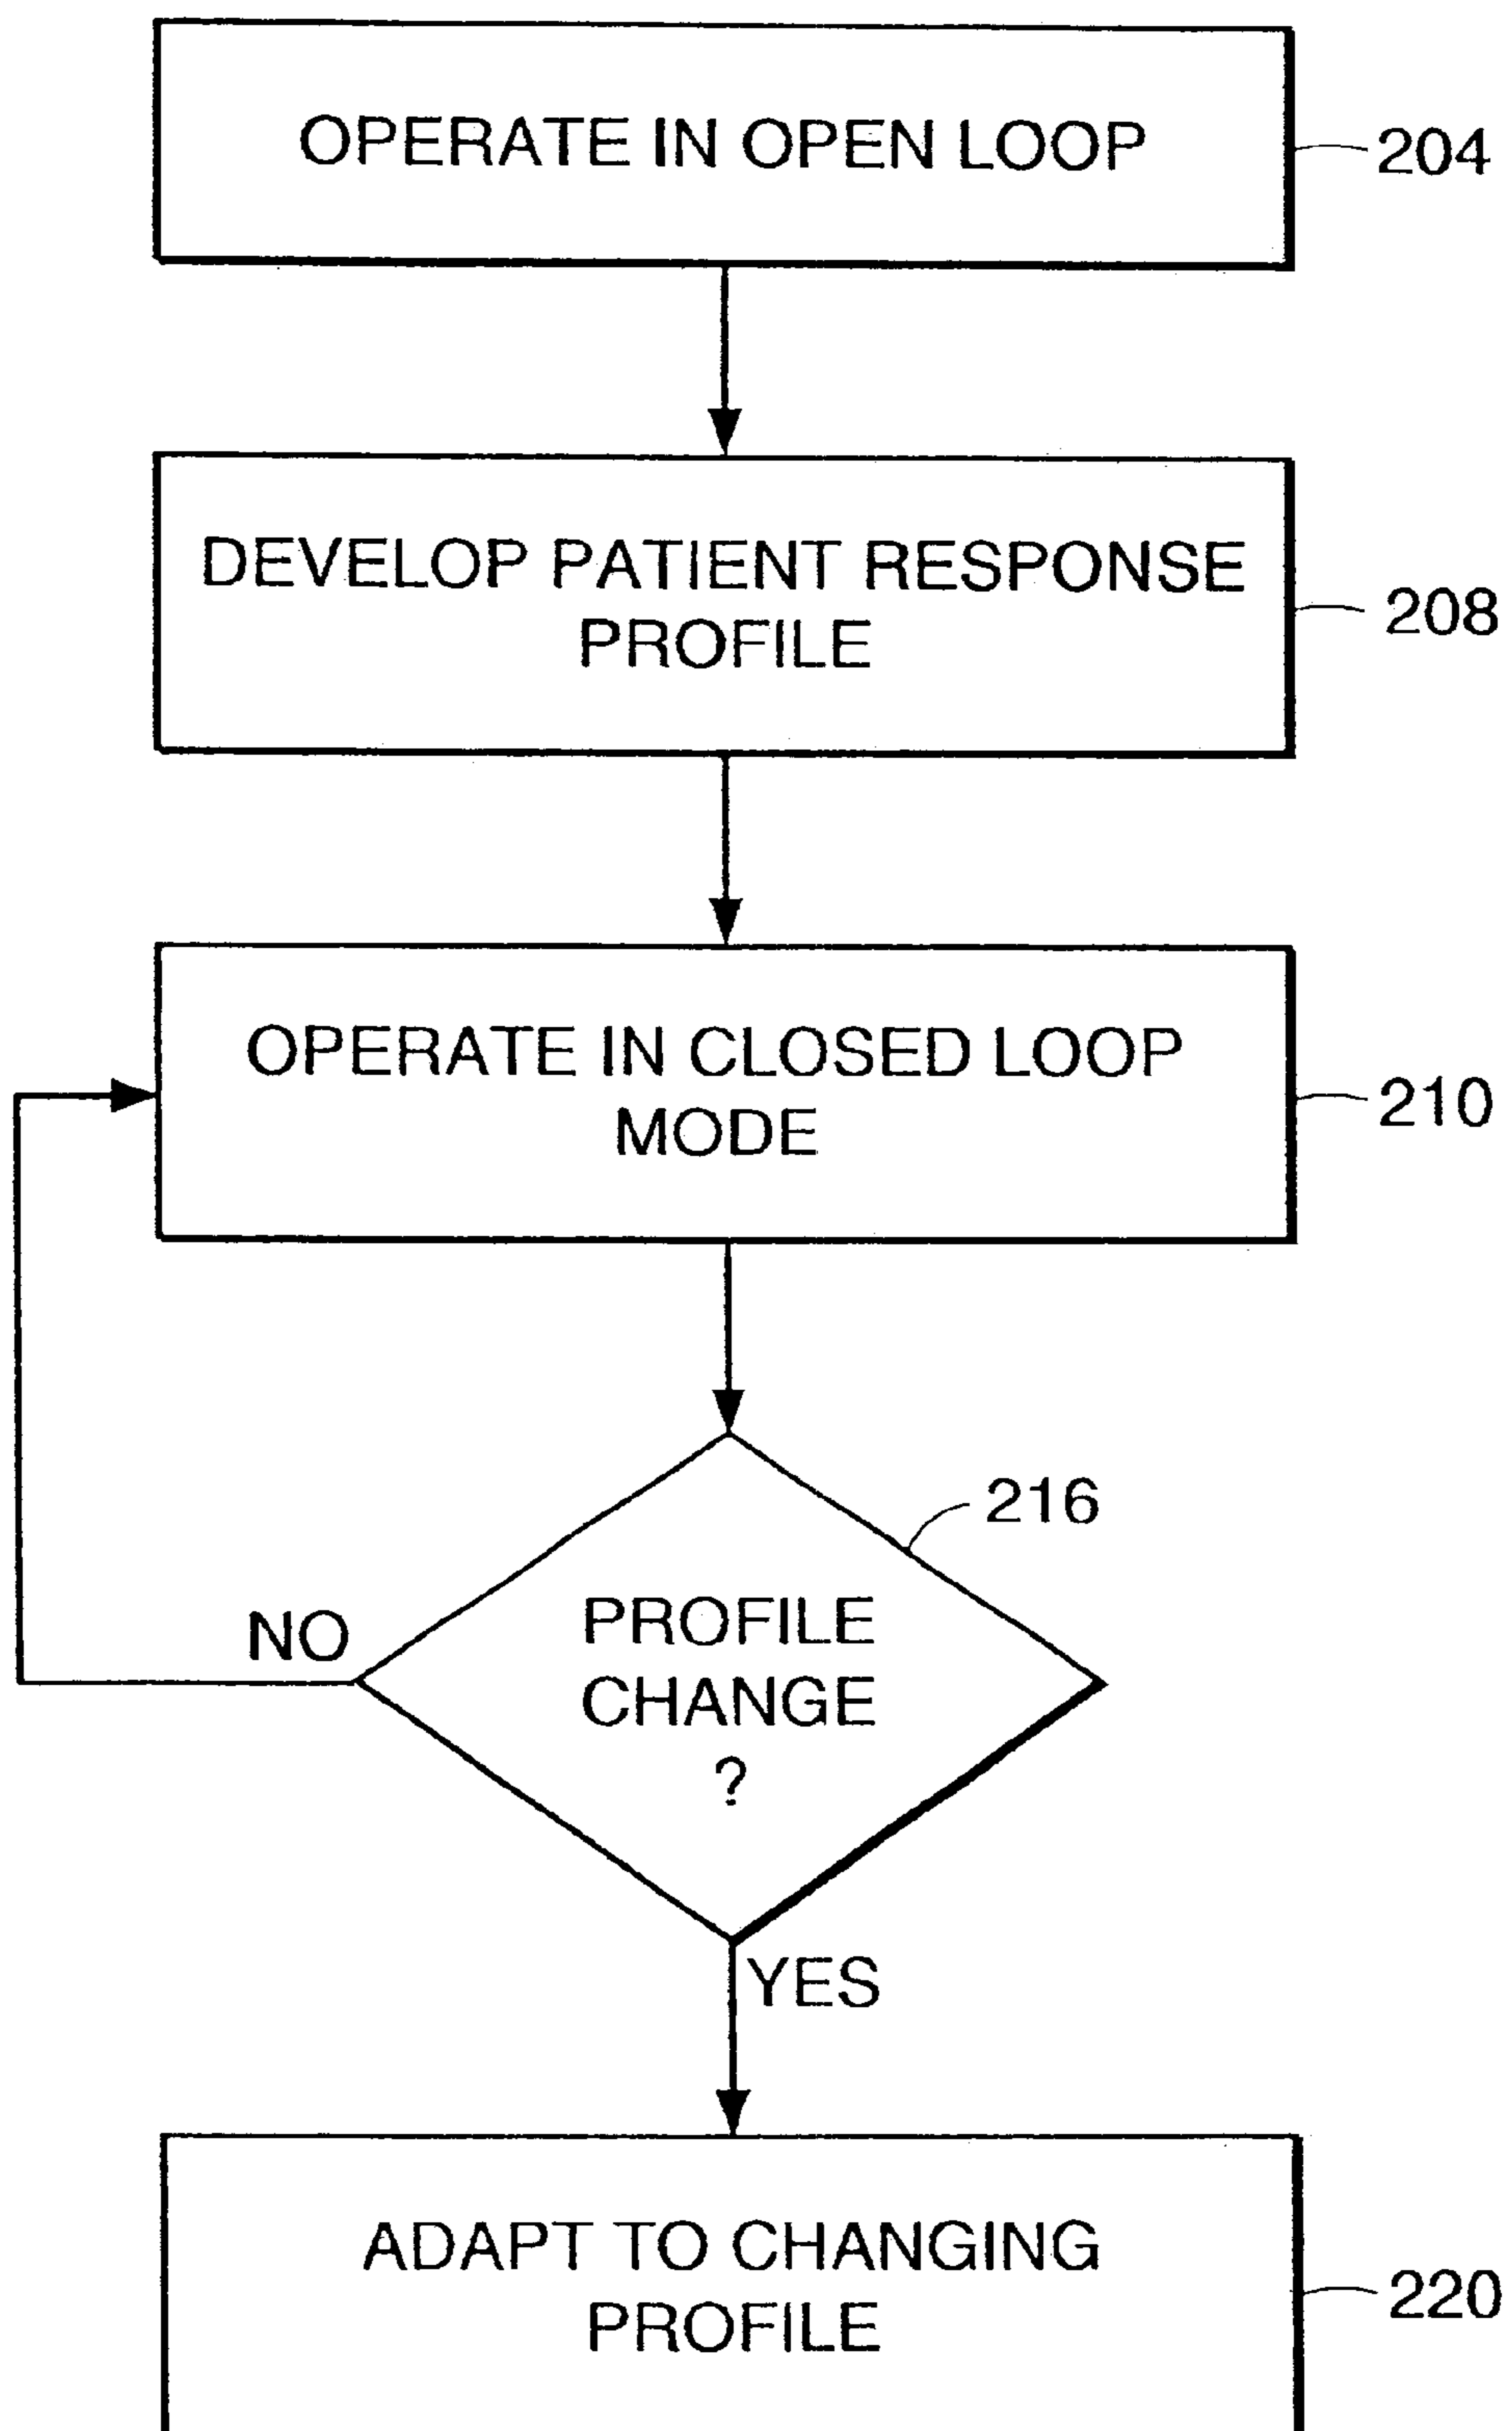 OPERATE IN OPEN LOOP
204
DEVELOP PATIENT RESPONSE
PROFILE
208
OPERATE IN CLOSED LOOP
MODE
210
216
PROFILE
CHANGE
?
NO
YES
ADAPT TO CHANGING
PROFILE
220